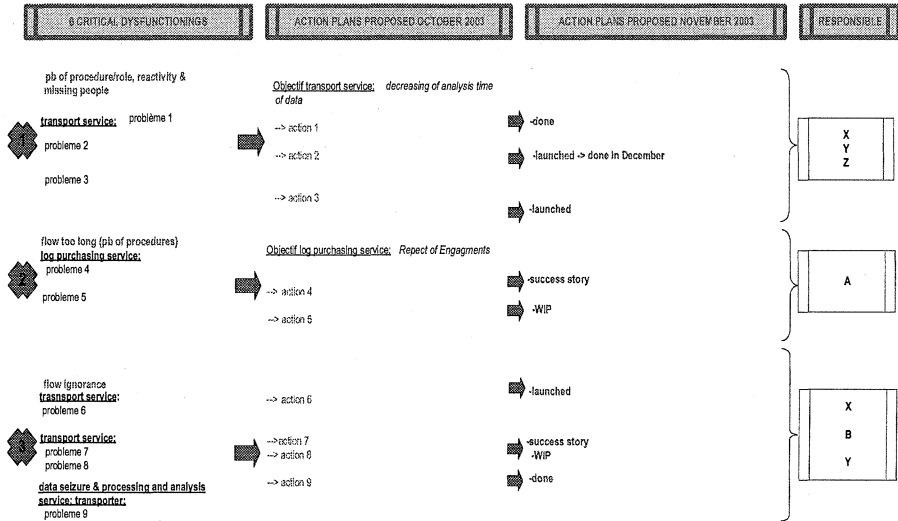 6 CRITICAL DYSFUNCTIONINGS
ACTION PLANS PROPOSED OCTOBER 2003
ACTION PLANS PROPOSED NOVEMBER 2003
RESPONSIBLE
pb of procedure/role, reactivity &
missing people
transport service: problème 1
1
probleme 2
probleme 3
Objectif transport service: decreasing of analysis time
of data
--> action 1
--> action 2
--> action 3
-done
-launched -> done in December
-launched
X
Y
Z
flow too long (pb of procedures)
log purchasing service:
2
probleme 4
probleme 5
Objectif log purchasing service: Repect of Engagments
--> action 4
--> action 5
-success story
-WIP
A
flow ignorance
trasnsport service:
probleme 6
3
transport service:
probleme 7
probleme 8
data seizure & processing and analysis
service: transporter:
probleme 9
--> action 6
-->action 7
--> action 8
--> action 9
-launched
-success story
-WIP
-done
X
B
Y